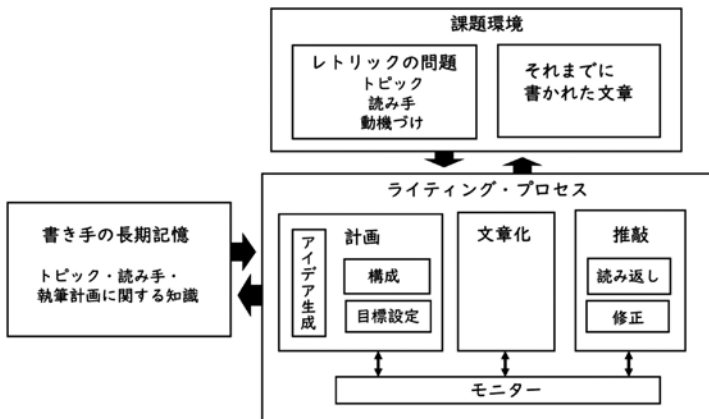 課題環境
レトリックの問題
トピック
読み手
動機づけ
それまでに
書かれた文章
書き手の長期記憶
トピック・読み手・
執筆計画に関する知識
ライティング・プロセス
計画
アイデア生成
構成
目標設定
文章化
推敲
読み返し
修正
モニター